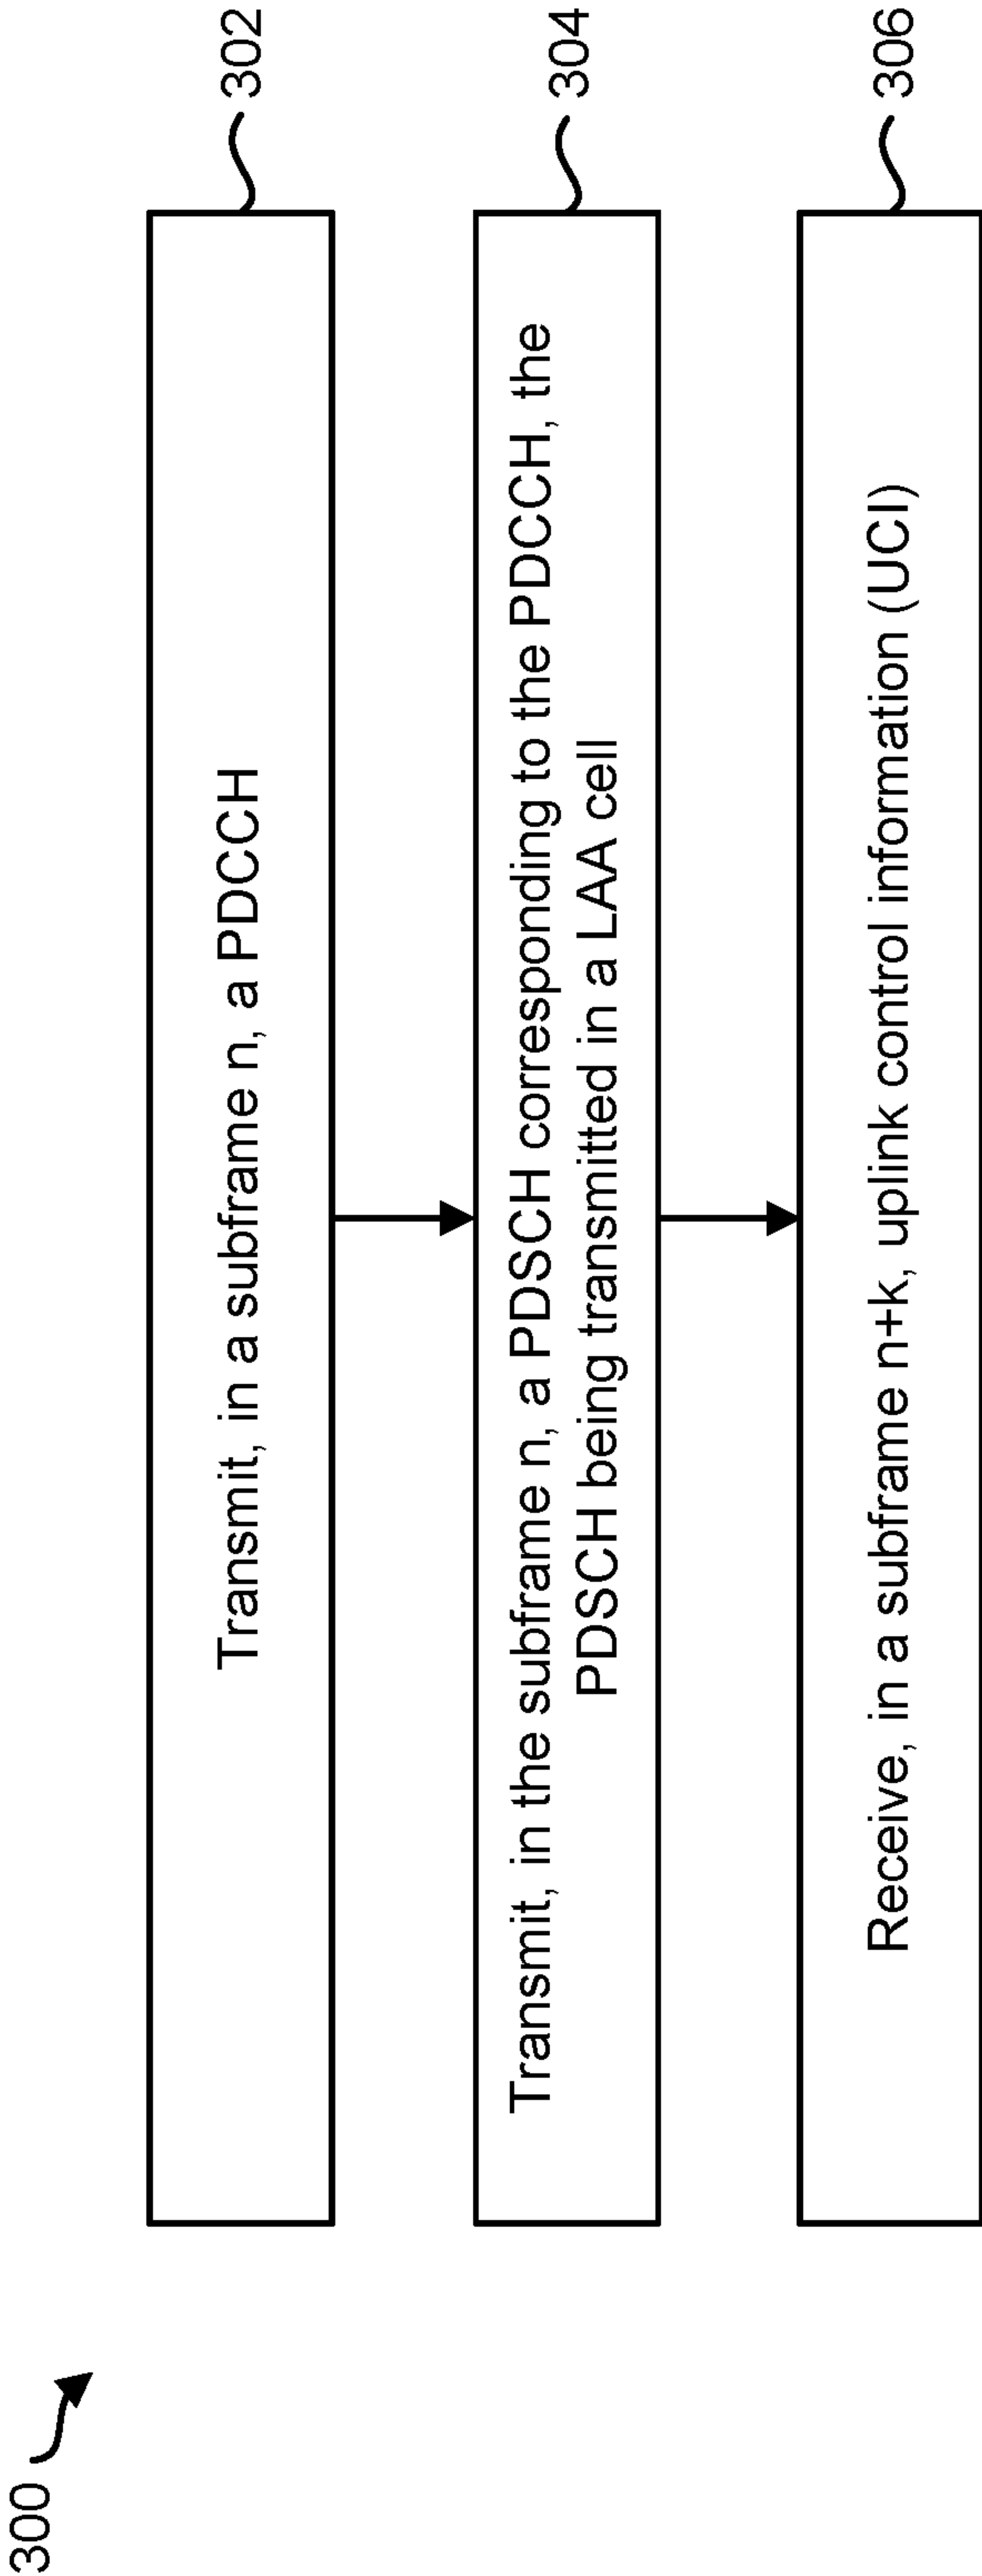 300
Transmit, in a subframe n, a PDCCH
302
Transmit, in the subframe n, a PDSCH corresponding to the PDCCH, the
PDSCH being transmitted in a LAA cell
304
Receive, in a subframe n+k, uplink control information (UCI)
306